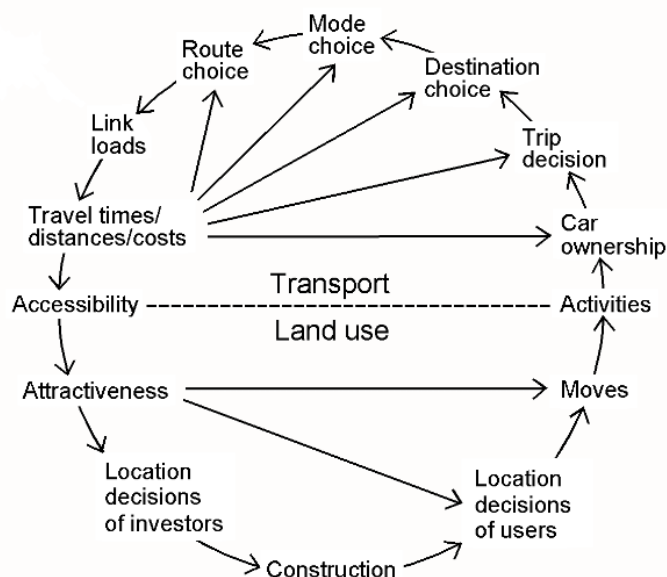 Mode
choice
Route
choice
Destination
choice
Link
loads
Trip
decision
Travel times/
distances/costs
Car
ownership
Transport
Accessibility
Activities
Land use
Attractiveness
Moves
Location
decisions
of investors
Location
decisions
of users
Construction